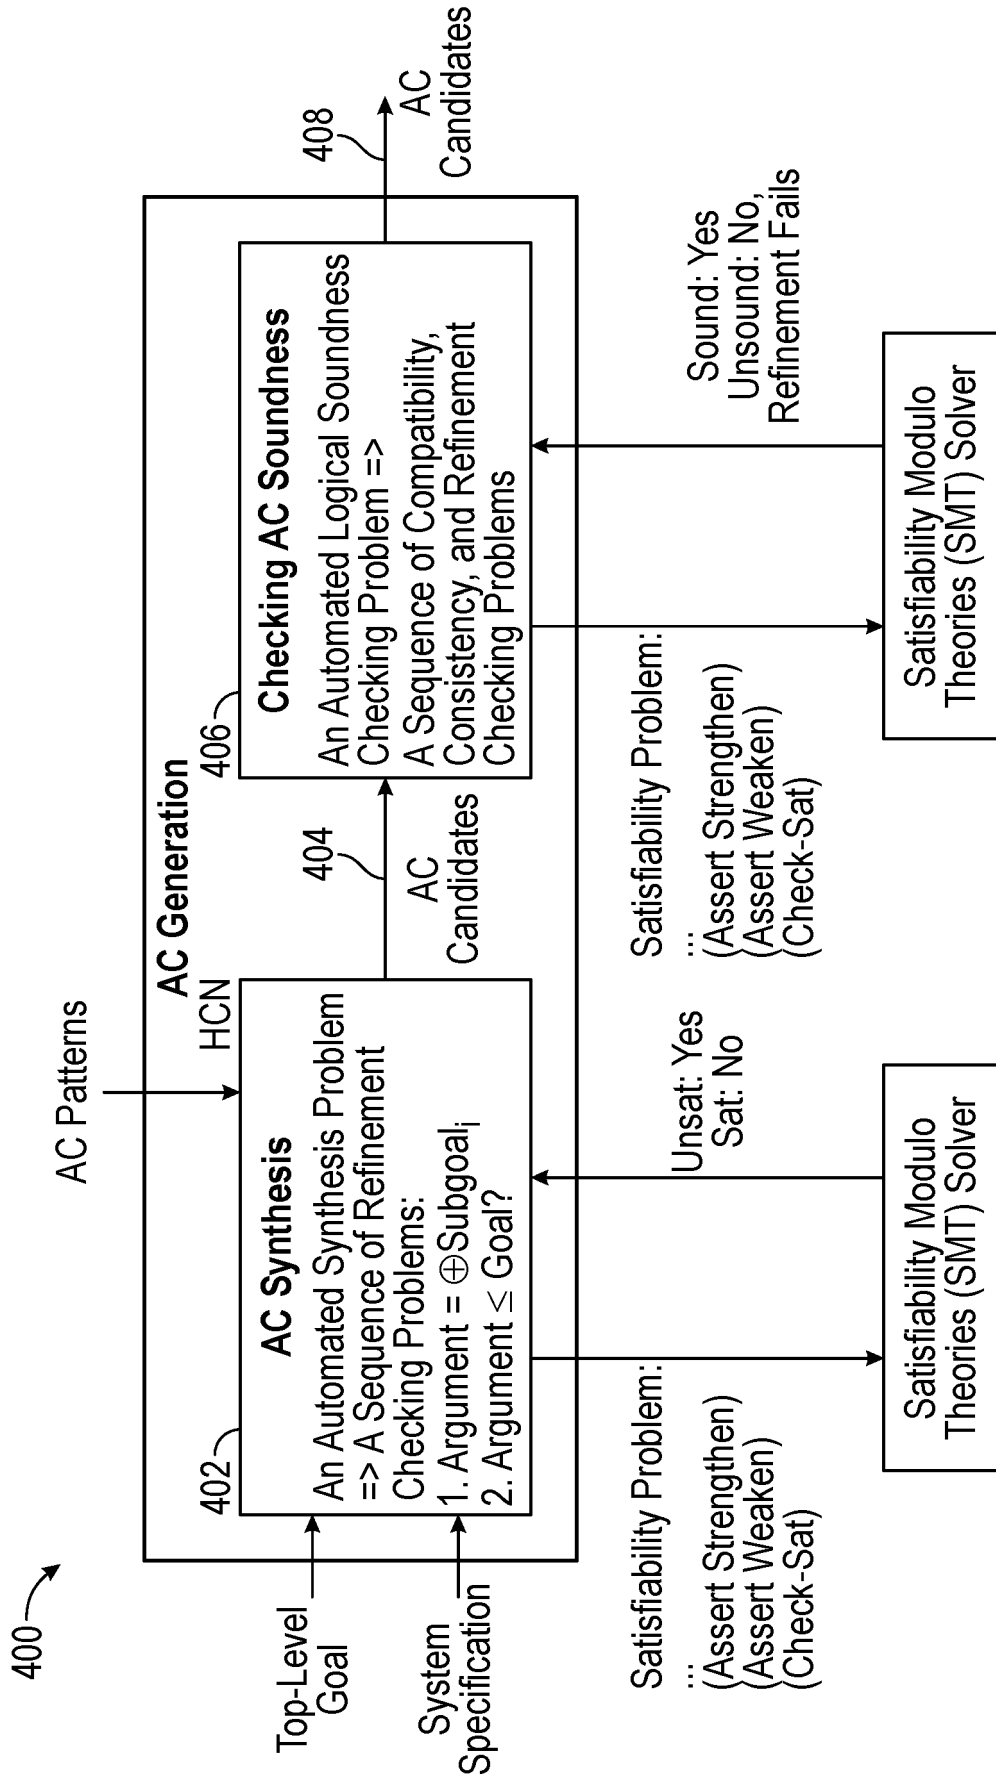 400
AC Patterns
AC Generation
HCN
Top-Level
Goal
System
Specification
402
AC Synthesis
An Automated Synthesis Problem
=> A Sequence of Refinement
Checking Problems:
1. Argument = ⊕Subgoalᵢ
2. Argument ≤ Goal?
404
AC
Candidates
406
Checking AC Soundness
An Automated Logical Soundness
Checking Problem =>
A Sequence of Compatibility,
Consistency, and Refinement
Checking Problems
408
AC
Candidates
Satisfiability Problem:
...
(Assert Strengthen)
(Assert Weaken)
(Check-Sat)
Unsat: Yes
Sat: No
Satisfiability Modulo
Theories (SMT) Solver
Satisfiability Problem:
...
(Assert Strengthen)
(Assert Weaken)
(Check-Sat)
Sound: Yes
Unsound: No,
Refinement Fails
Satisfiability Modulo
Theories (SMT) Solver